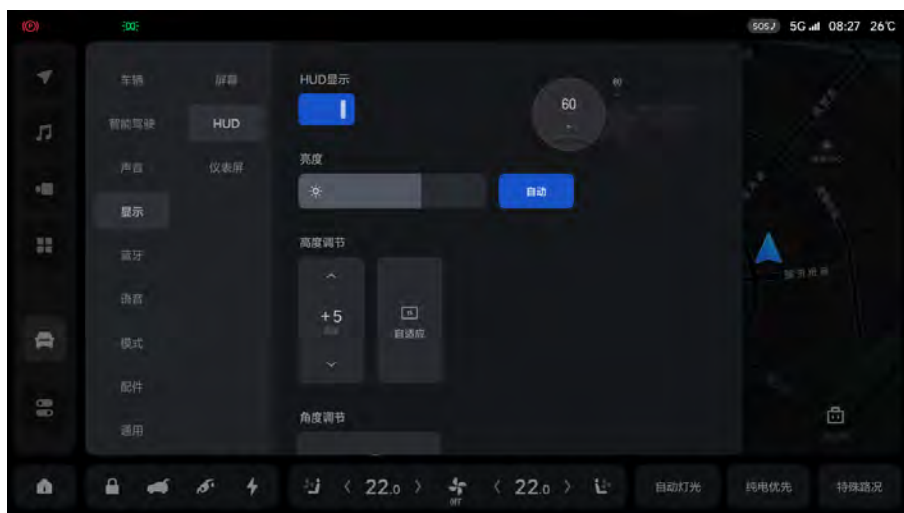 SOS 5G 08:27 26℃
车辆
屏幕
HUD显示
60
60
智能驾驶
HUD
声音
仪表屏
亮度
自动
显示
高度调节
蓝牙
语音
+5
自适应
模式
配件
角度调节
通用
22.0
OFF
22.0
自动灯光
纯电优先
特殊路况